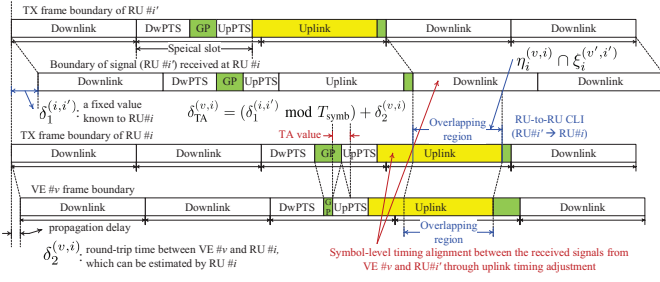 TX frame boundary of RU #i'
Downlink DwPTS GP UpPTS Uplink Downlink Downlink
Speical slot
Boundary of signal (RU #i') received at RU #i
η_i^(v,i) ∩ ξ_i^(v',i')
Downlink DwPTS GP UpPTS Uplink Downlink Downlink
δ_1^(i,i'): a fixed value
known to RU#i
δ_TA^(v,i) = (δ_1^(i,i') mod T_symb) + δ_2^(v,i)
Overlapping
region
RU-to-RU CLI
(RU#i' → RU#i)
TA value
TX frame boundary of RU #i
Downlink Downlink DwPTS GP UpPTS Uplink Downlink
VE #v frame boundary
Downlink Downlink DwPTS GP UpPTS Uplink Downlink
propagation delay
Overlapping
region
δ_2^(v,i): round-trip time between VE #v and RU #i,
which can be estimated by RU #i
Symbol-level timing alignment between the received signals from
VE #v and RU#i' through uplink timing adjustment